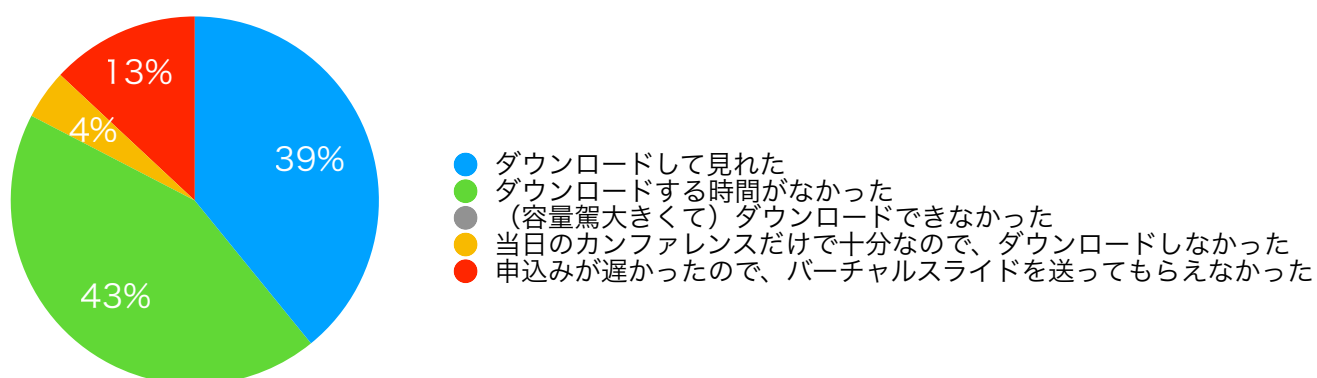 13%
4%
39%
43%
ダウンロードして見れた
ダウンロードする時間がなかった
（容量駕大きくて）ダウンロードできなかった
当日のカンファレンスだけで十分なので、ダウンロードしなかった
申込みが遅かったので、バーチャルスライドを送ってもらえなかった